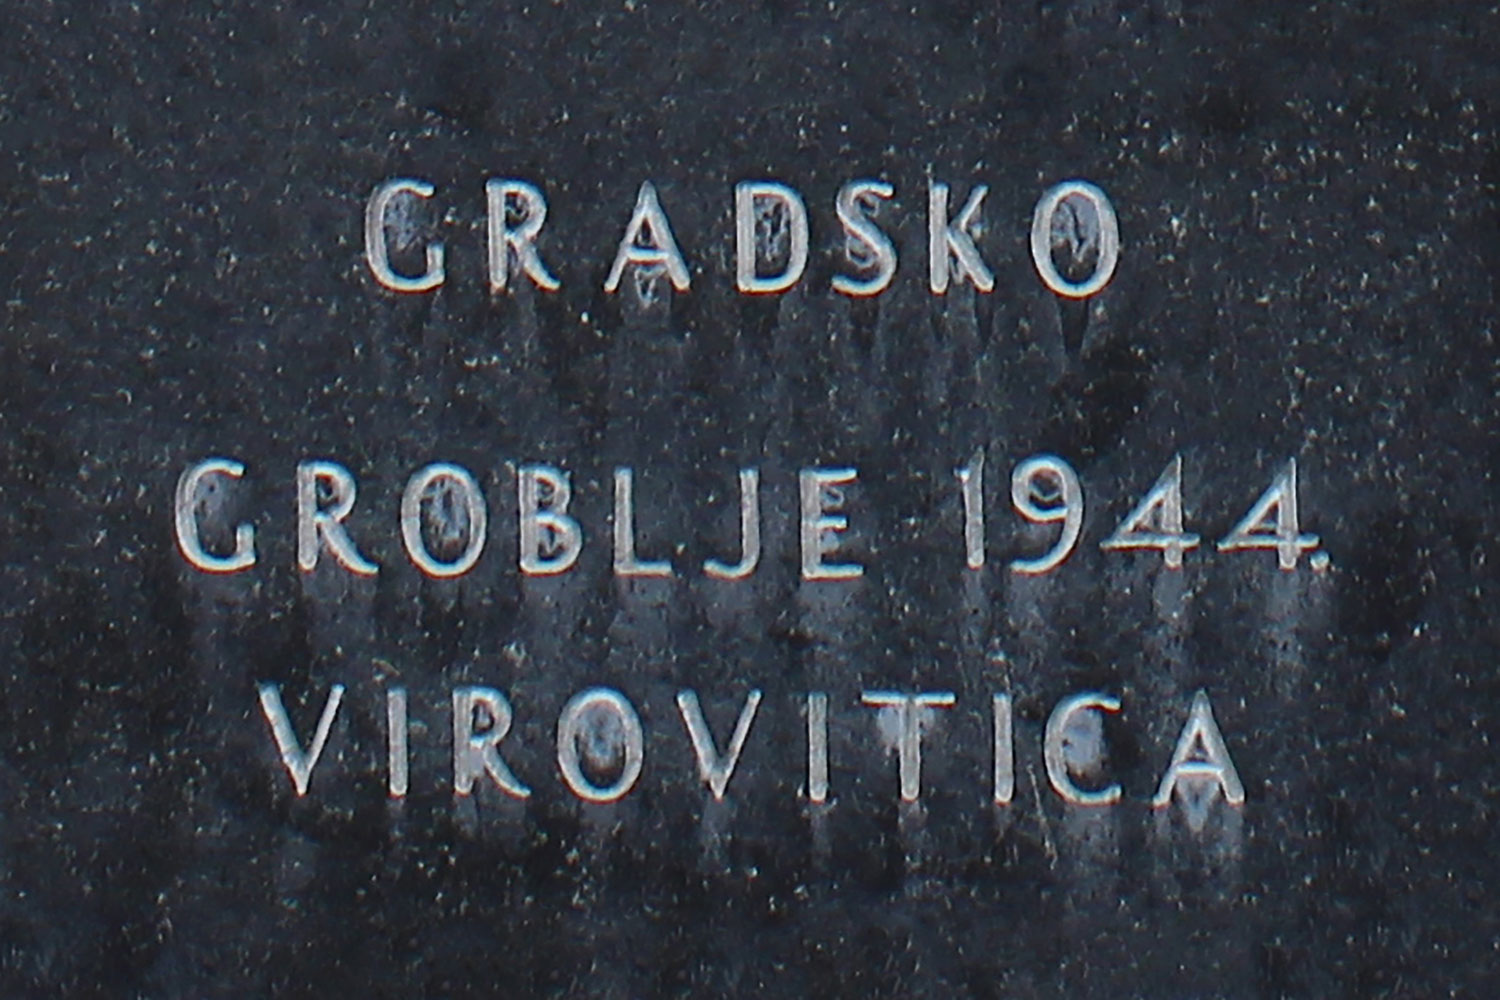 GRADSKO
GROBLJE 1944.
VIROVITICA